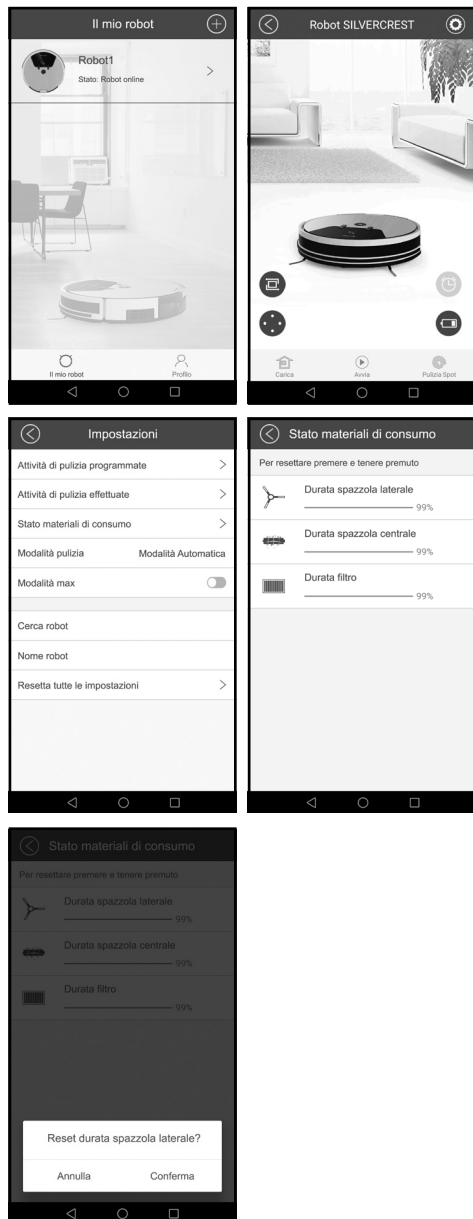 Il mio robot
Robot1
Stato: Robot online
Il mio robot
Profilo
Robot SILVERCREST
Carica
Avvia
Pulizia Spot
Impostazioni
Attività di pulizia programmate
Attività di pulizia effettuate
Stato materiali di consumo
Modalità pulizia Modalità Automatica
Modalità max
Cerca robot
Nome robot
Resetta tutte le impostazioni
Stato materiali di consumo
Per resettare premere e tenere premuto
Durata spazzola laterale
99%
Durata spazzola centrale
99%
Durata filtro
99%
Stato materiali di consumo
Per resettare premere e tenere premuto
Durata spazzola laterale
99%
Durata spazzola centrale
99%
Durata filtro
99%
Reset durata spazzola laterale?
Annulla Conferma